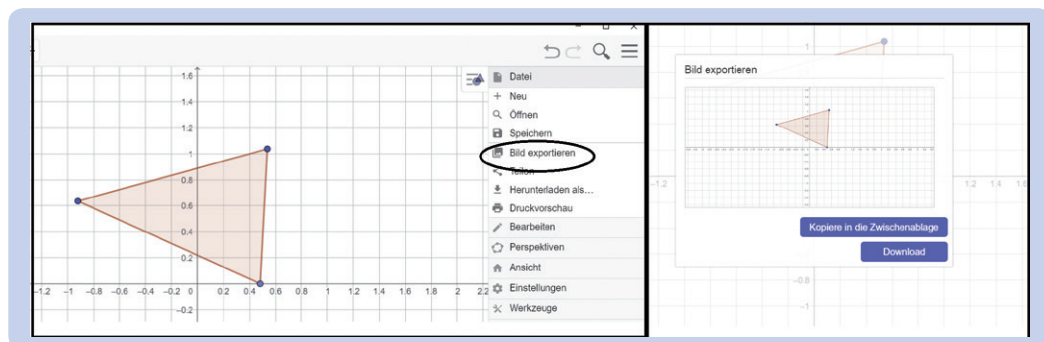 Datei
Neu
Öffnen
Speichern
Bild exportieren
Teilen
Herunterladen als...
Druckvorschau
Bearbeiten
Perspektiven
Ansicht
Einstellungen
Werkzeuge
1.6
1.4
1.2
1
0.8
0.6
0.4
0.2
–1.2 –1 –0.8 –0.6 –0.4 –0.2 0 0.2 0.4 0.6 0.8 1 1.2 1.4 1.6 1.8 2 2.2
–0.2
1
Bild exportieren
–1.2 1.2 1.4 1.6
Kopiere in die Zwischenablage
Download
–0.8
–1